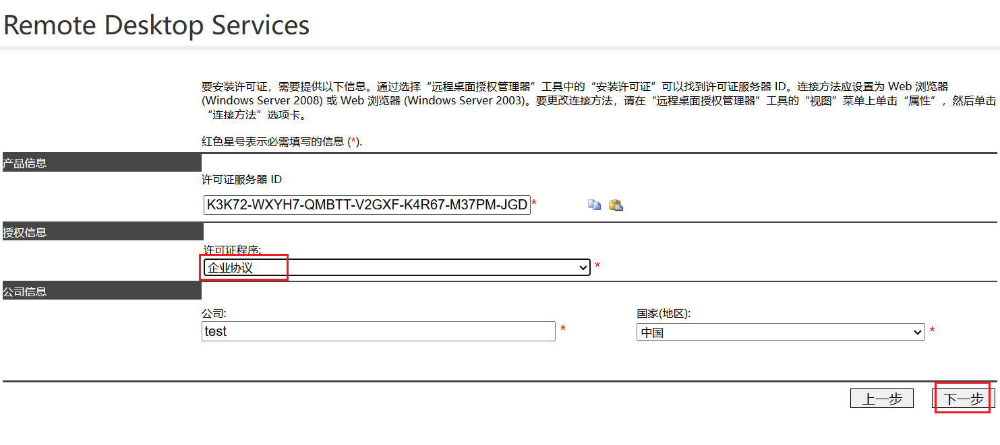 Remote Desktop Services
要安装许可证，需要提供以下信息。通过选择“远程桌面授权管理器”工具中的“安装许可证”可以找到许可证服务器 ID。连接方法应设置为 Web 浏览器
(Windows Server 2008) 或 Web 浏览器 (Windows Server 2003)。要更改连接方法，请在“远程桌面授权管理器”工具的“视图”菜单上单击“属性”，然后单击
“连接方法”选项卡。
红色星号表示必需填写的信息 (*).
产品信息
许可证服务器 ID
K3K72-WXYH7-QMBTT-V2GXF-K4R67-M37PM-JGD *
授权信息
许可证程序:
企业协议 *
公司信息
公司: 国家(地区):
test * 中国 *
上一步 下一步